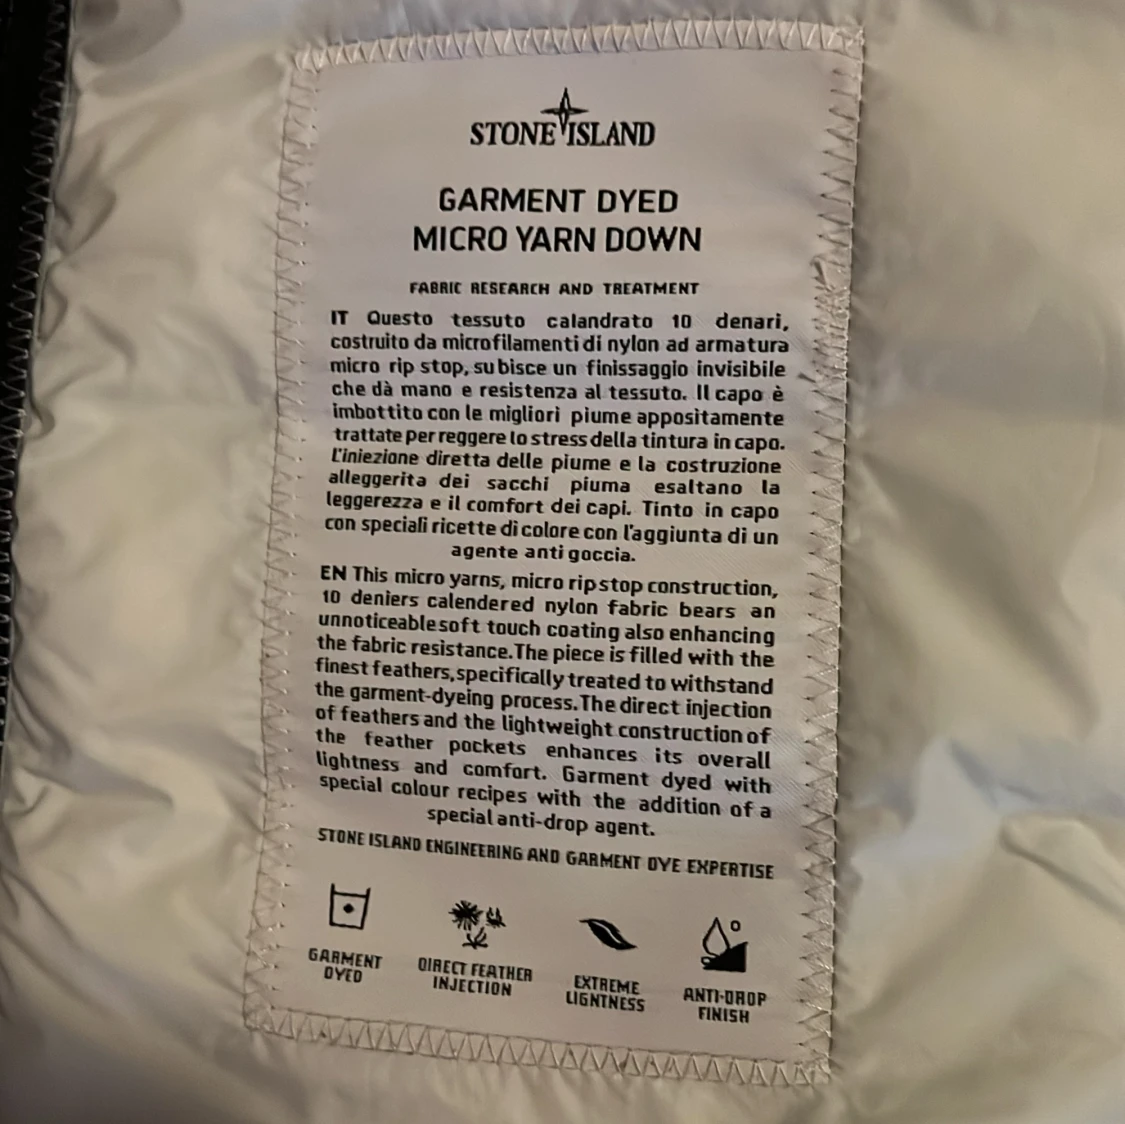 STONE ISLAND
GARMENT DYED
MICRO YARN DOWN
FABRIC RESEARCH AND TREATMENT
IT Questo tessuto calandrato 10 denari,
costruito da microfilamenti di nylon ad armatura
micro rip stop, subisce un finissaggio invisibile
che dà mano e resistenza al tessuto. Il capo è
imbottito con le migliori piume appositamente
trattate per reggere lo stress della tintura in capo.
L'iniezione diretta delle piume e la costruzione
alleggerita dei sacchi piuma esaltano la
leggerezza e il comfort dei capi. Tinto in capo
con speciali ricette di colore con l'aggiunta di un
agente anti goccia.
EN This micro yarns, micro rip stop construction,
10 deniers calendered nylon fabric bears an
unnoticeable soft touch coating also enhancing
the fabric resistance. The piece is filled with the
finest feathers, specifically treated to withstand
the garment-dyeing process. The direct injection
of feathers and the lightweight construction of
the feather pockets enhances its overall
lightness and comfort. Garment dyed with
special colour recipes with the addition of a
special anti-drop agent.
STONE ISLAND ENGINEERING AND GARMENT DYE EXPERTISE
GARMENT
DYED
DIRECT FEATHER
INJECTION
EXTREME
LIGHTNESS
ANTI-DROP
FINISH